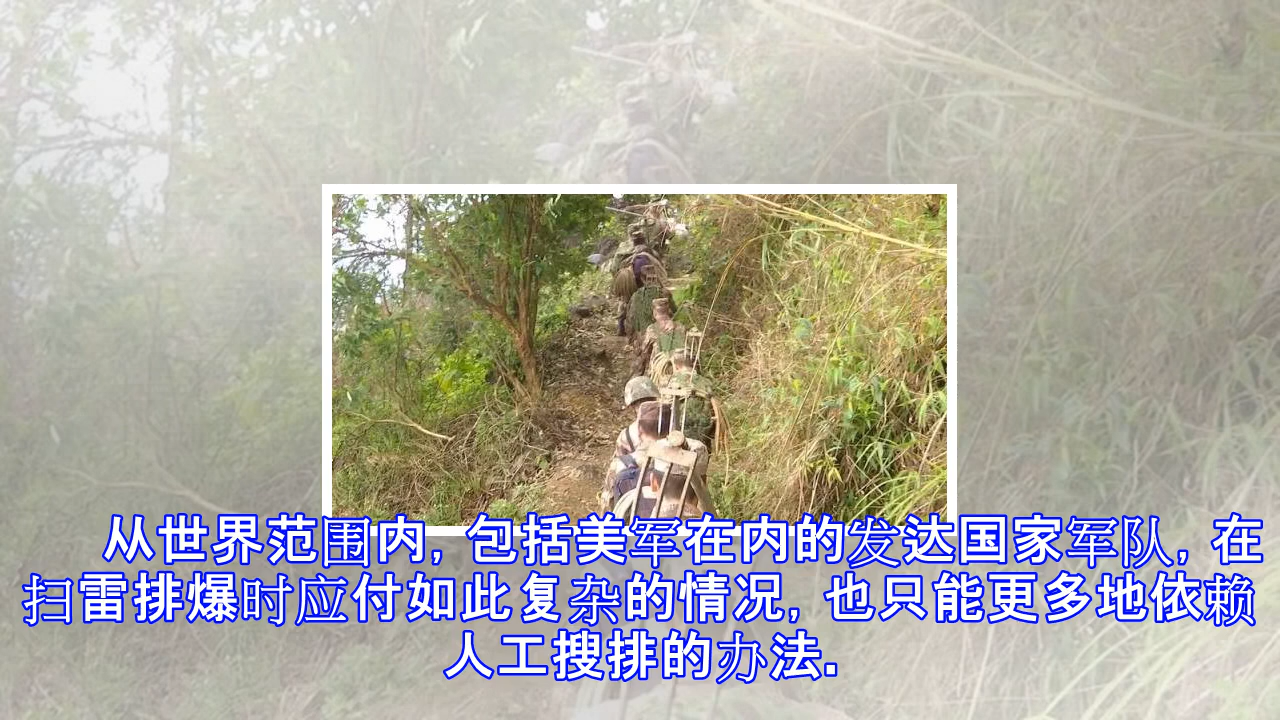 从世界范围内, 包括美军在内的发达国家军队, 在
扫雷排爆时应付如此复杂的情况, 也只能更多地依赖
人工搜排的办法.